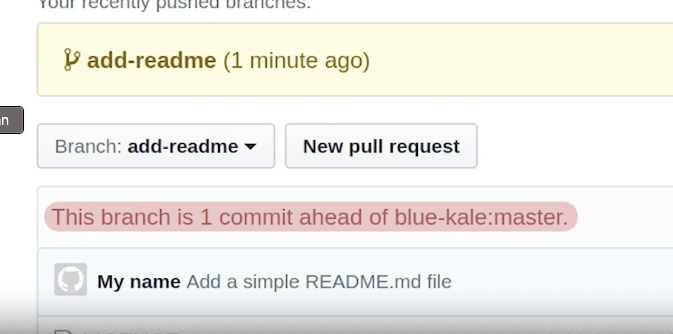 Your recently pushed branches:
add-readme (1 minute ago)
Branch: add-readme New pull request
This branch is 1 commit ahead of blue-kale:master.
My name Add a simple README.md file